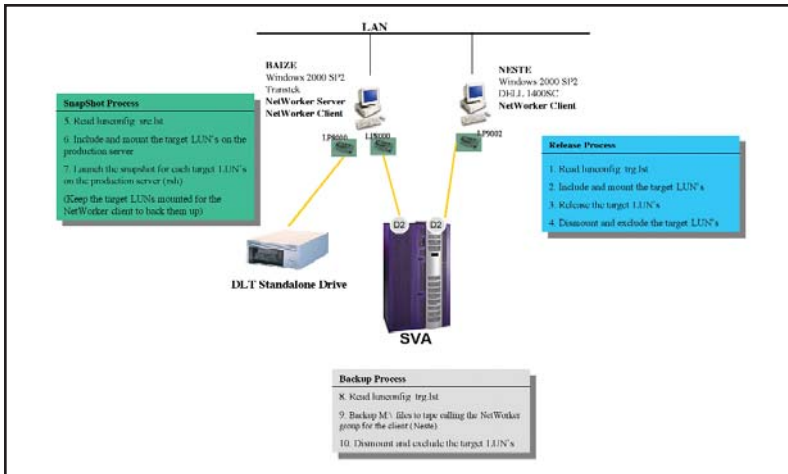 LAN
BAIZE
Windows 2000 SP2
Transtek
NetWorker Server
NetWorker Client
NESTE
Windows 2000 SP2
DELL 1400SC
NetWorker Client
LP9000
LP9000
LP9002
SnapShot Process
5. Read lunconfig_src.lst
6. Include and mount the target LUN's on the
production server
7. Launch the snapshot for each target LUN's
on the production server (rsh)
(Keep the target LUNs mounted for the
NetWorker client to back them up)
Release Process
1. Read lunconfig_trg.lst
2. Include and mount the target LUN's
3. Release the target LUN's
4. Dismount and exclude the target LUN's
D2
D2
DLT Standalone Drive
SVA
Backup Process
8. Read lunconfig_trg.lst
9. Backup M:\ files to tape calling the NetWorker
group for the client (Neste)
10. Dismount and exclude the target LUN's